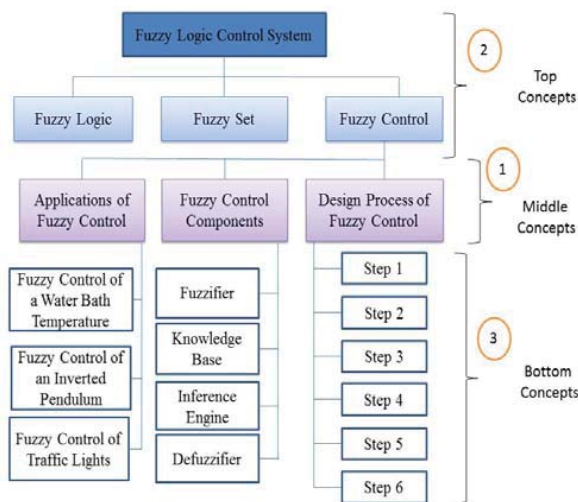 Fuzzy Logic Control System
2
Top
Concepts
Fuzzy Logic
Fuzzy Set
Fuzzy Control
1
Middle
Concepts
Applications of
Fuzzy Control
Fuzzy Control
Components
Design Process of
Fuzzy Control
Fuzzy Control of
a Water Bath
Temperature
Fuzzy Control of
an Inverted
Pendulum
Fuzzy Control of
Traffic Lights
Fuzzifier
Knowledge
Base
Inference
Engine
Defuzzifier
Step 1
Step 2
Step 3
Step 4
Step 5
Step 6
3
Bottom
Concepts